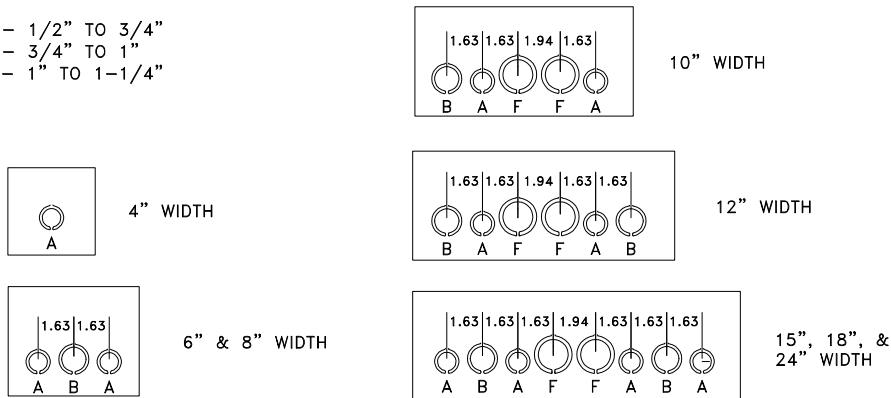 – 1/2" TO 3/4"
– 3/4" TO 1"
– 1" TO 1–1/4"
A
4" WIDTH
1.63 1.63
A B A
6" & 8" WIDTH
1.63 1.63 1.94 1.63
B A F F A
10" WIDTH
1.63 1.63 1.94 1.63 1.63
B A F F A B
12" WIDTH
1.63 1.63 1.63 1.94 1.63 1.63 1.63
A B A F F A B A
15", 18", &
24" WIDTH